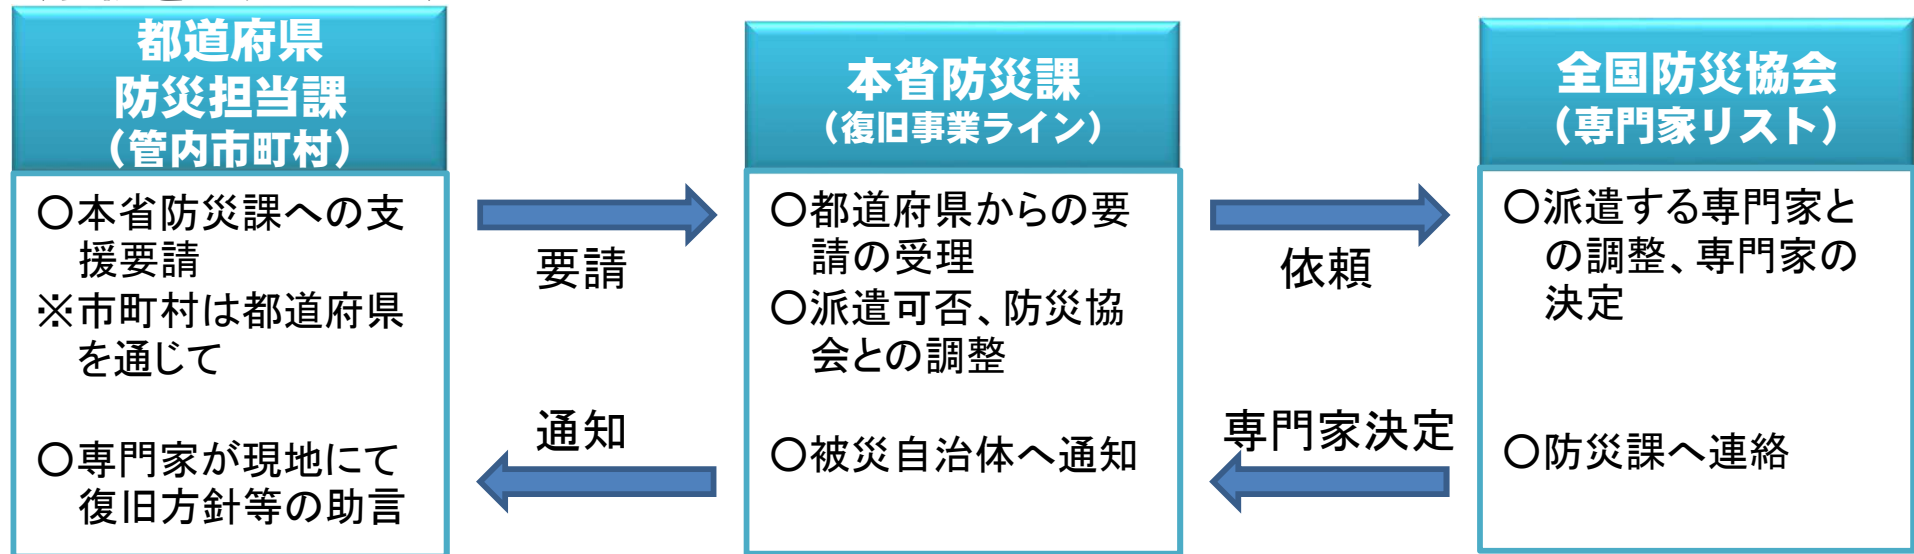 都道府県
防災担当課
（管内市町村）
〇本省防災課への支
援要請
※市町村は都道府県
を通じて
〇専門家が現地にて
復旧方針等の助言
要請
通知
本省防災課
（復旧事業ライン）
〇都道府県からの要
請の受理
〇派遣可否、防災協
会との調整
〇被災自治体へ通知
依頼
専門家決定
全国防災協会
（専門家リスト）
〇派遣する専門家と
の調整、専門家の
決定
〇防災課へ連絡